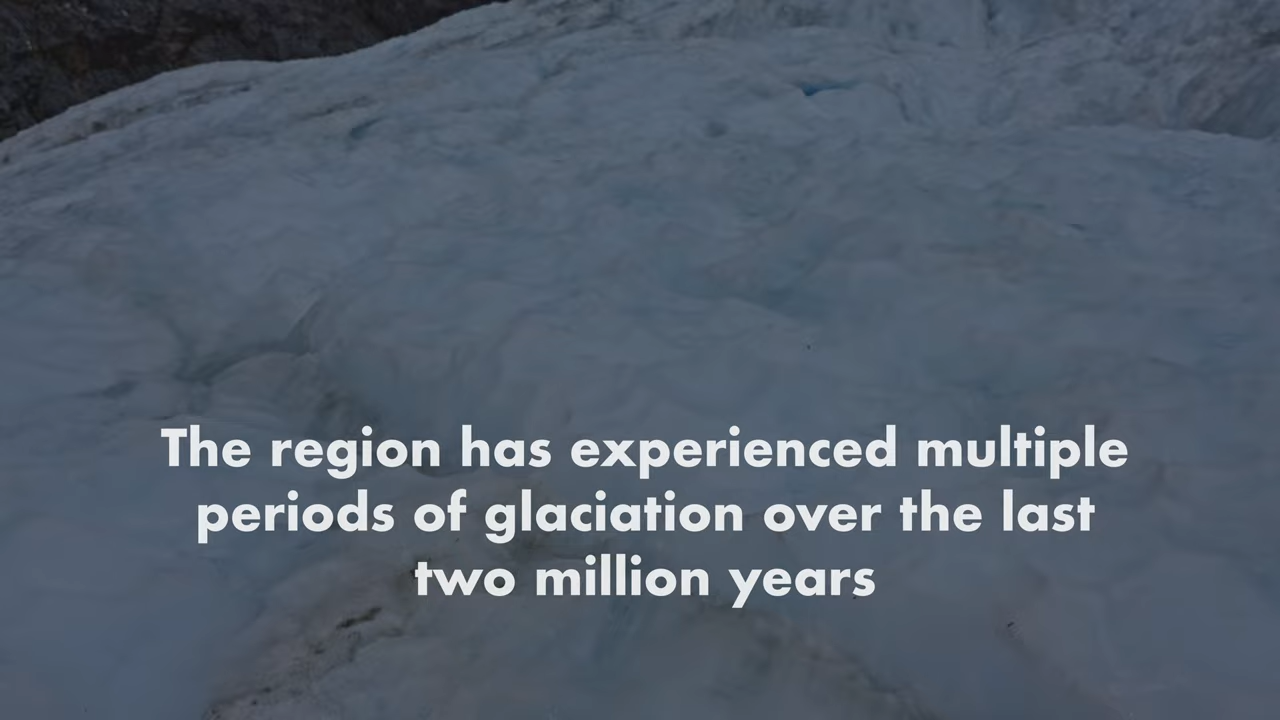 The region has experienced multiple
periods of glaciation over the last
two million years